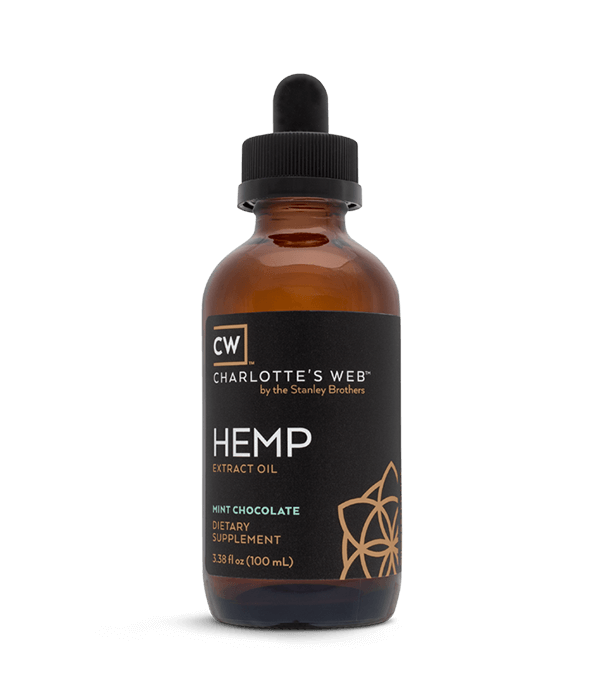 CW™
CHARLOTTE'S WEB™
by the Stanley Brothers
HEMP
EXTRACT OIL
MINT CHOCOLATE
DIETARY
SUPPLEMENT
3.38 fl oz (100 mL)